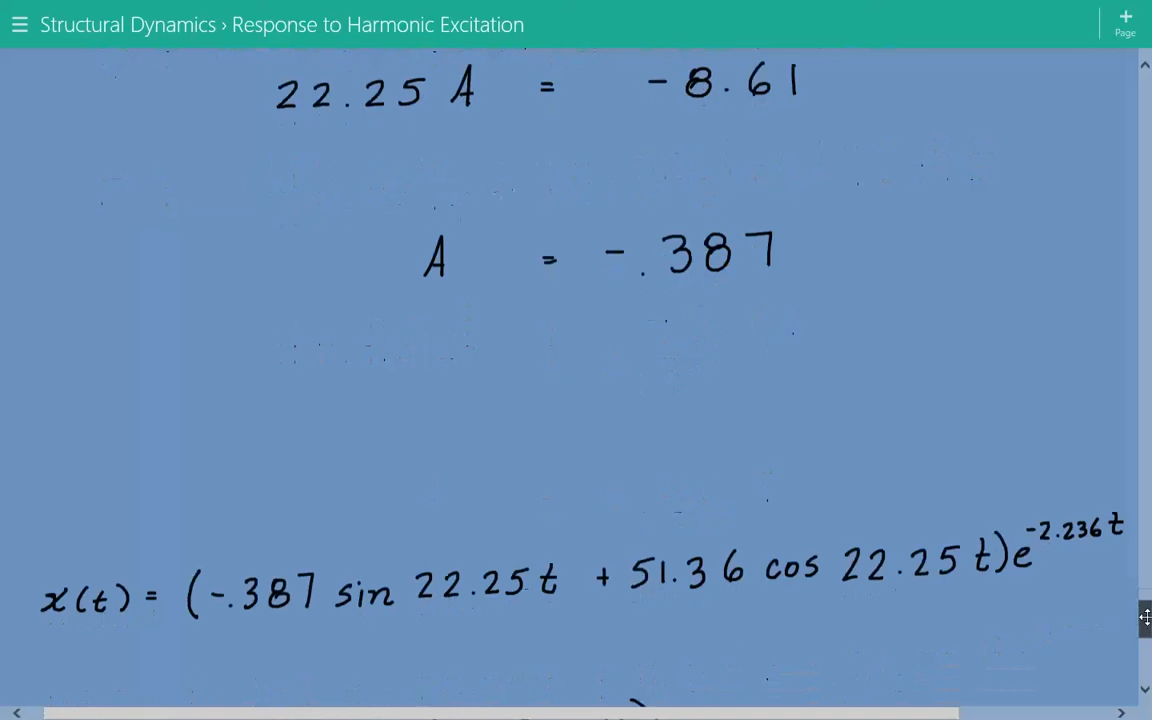 Structural Dynamics › Response to Harmonic Excitation
Page
22.25 A = -8.61
A = -.387
x(t) = (-.387 sin 22.25t + 51.36 cos 22.25t)e^-2.236t